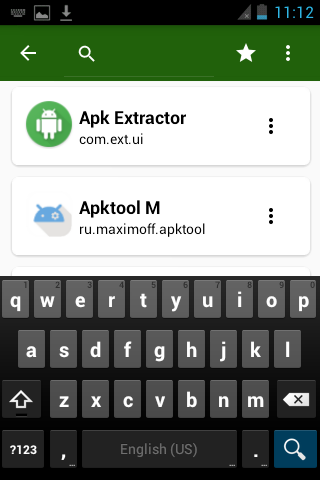 11:12
Apk Extractor
com.ext.ui
Apktool M
ru.maximoff.apktool
1 2 3 4 5 6 7 8 9 0
q w e r t y u i o p
a s d f g h j k l
z x c v b n m
?123 , ... English (US) ... . ...